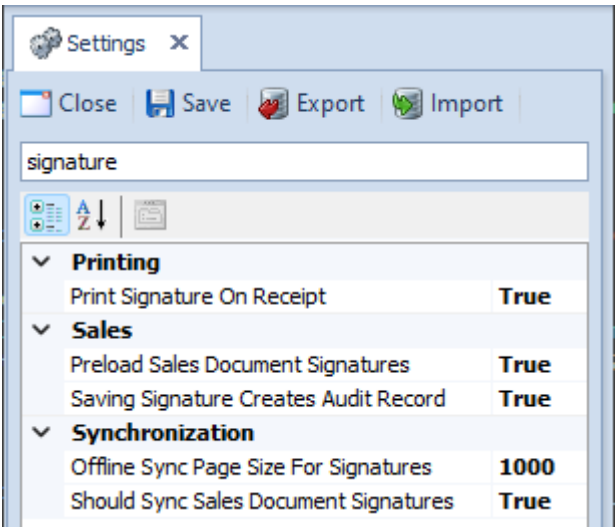 Settings x
Close Save Export Import
signature
A Z
Printing
Print Signature On Receipt True
Sales
Preload Sales Document Signatures True
Saving Signature Creates Audit Record True
Synchronization
Offline Sync Page Size For Signatures 1000
Should Sync Sales Document Signatures True